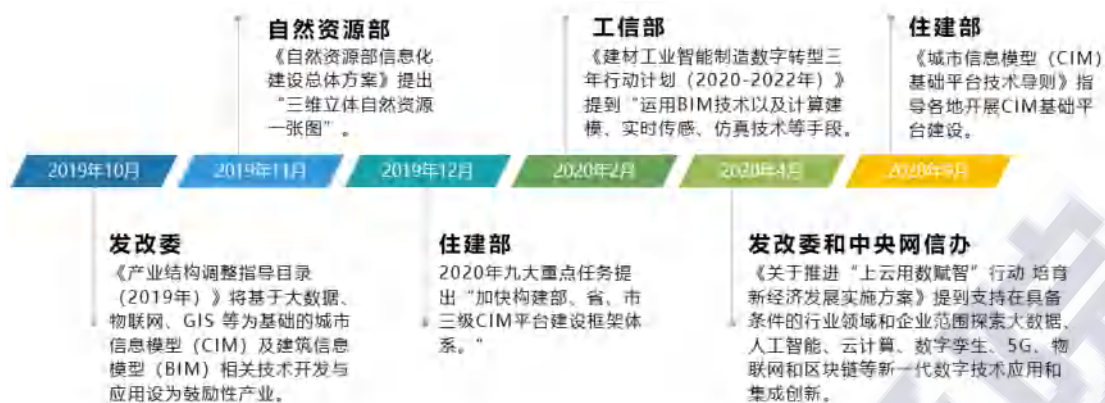 自然资源部
《自然资源部信息化
建设总体方案》提出
“三维立体自然资源
一张图”。
工信部
《建材工业智能制造数字转型三
年行动计划（2020-2022年）》
提到“运用BIM技术以及计算建
模、实时传感、仿真技术等手段。
住建部
《城市信息模型（CIM）
基础平台技术导则》指
导各地开展CIM基础平
台建设。
2019年10月
2019年11月
2019年12月
2020年2月
2020年4月
2020年9月
发改委
《产业结构调整指导目录
（2019年）》将基于大数据、
物联网、GIS 等为基础的城市
信息模型（CIM）及建筑信息
模型（BIM）相关技术开发与
应用设为鼓励性产业。
住建部
2020年九大重点任务提
出“加快构建部、省、市
三级CIM平台建设框架体
系。”
发改委和中央网信办
《关于推进“上云用数赋智”行动 培育
新经济发展实施方案》提到支持在具备
条件的行业领域和企业范围探索大数据、
人工智能、云计算、数字孪生、5G、物
联网和区块链等新一代数字技术应用和
集成创新。